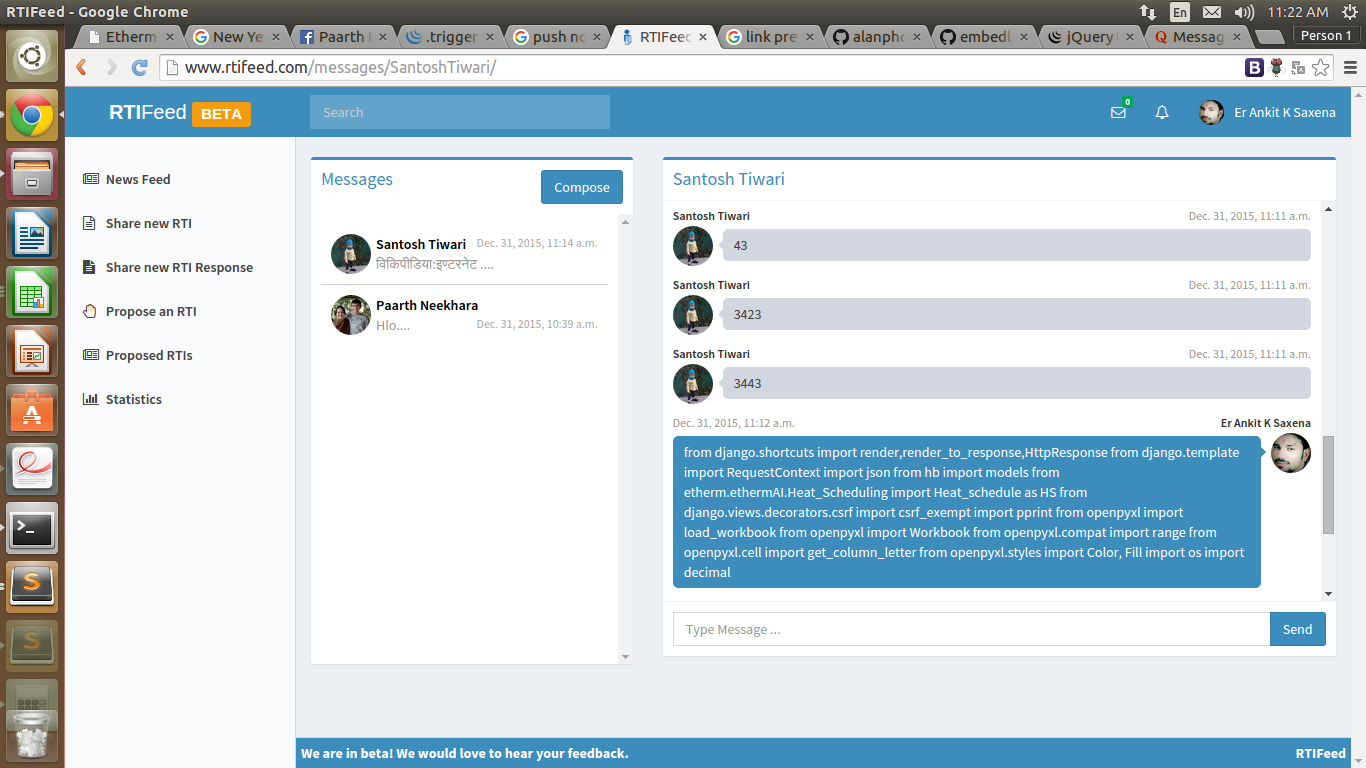 RTIFeed - Google Chrome
En
11:22 AM
Etherm
New Ye
Paarth
.trigger
push no
RTIFeed
link pre
alanpho
embedl
jQuery
Messag
Person 1
www.rtifeed.com/messages/SantoshTiwari/
RTIFeed BETA
Search
0
Er Ankit K Saxena
News Feed
Share new RTI
Share new RTI Response
Propose an RTI
Proposed RTIs
Statistics
Messages
Compose
Santosh Tiwari Dec. 31, 2015, 11:14 a.m.
विकिपीडिया:इण्टरनेट ....
Paarth Neekhara
Hlo.... Dec. 31, 2015, 10:39 a.m.
Santosh Tiwari
Santosh Tiwari Dec. 31, 2015, 11:11 a.m.
43
Santosh Tiwari Dec. 31, 2015, 11:11 a.m.
3423
Santosh Tiwari Dec. 31, 2015, 11:11 a.m.
3443
Dec. 31, 2015, 11:12 a.m. Er Ankit K Saxena
from django.shortcuts import render,render_to_response,HttpResponse from django.template
import RequestContext import json from hb import models from
etherm.ethermAI.Heat_Scheduling import Heat_schedule as HS from
django.views.decorators.csrf import csrf_exempt import pprint from openpyxl import
load_workbook from openpyxl import Workbook from openpyxl.compat import range from
openpyxl.cell import get_column_letter from openpyxl.styles import Color, Fill import os import
decimal
Type Message ...
Send
We are in beta! We would love to hear your feedback.
RTIFeed